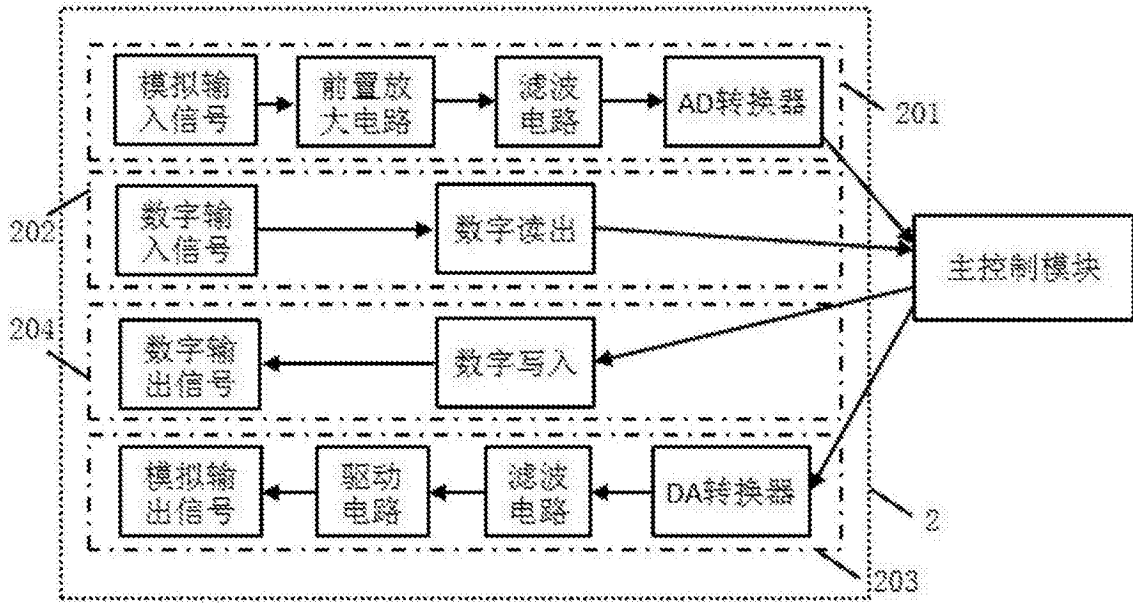 模拟输
入信号
前置放
大电路
滤波
电路
AD转换器
201
202
数字输
入信号
数字读出
主控制模块
204
数字输
出信号
数字写入
模拟输
出信号
驱动
电路
滤波
电路
DA转换器
2
203